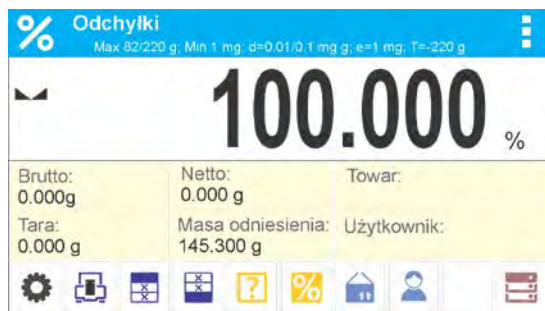 % Odchyłki
Max 82/220 g; Min 1 mg; d=0.01/0.1 mg g; e=1 mg; T=-220 g
100.000 %
Brutto:
0.000g
Netto:
0.000 g
Towar:
Tara:
0.000 g
Masa odniesienia:
145.300 g
Użytkownik:
? %